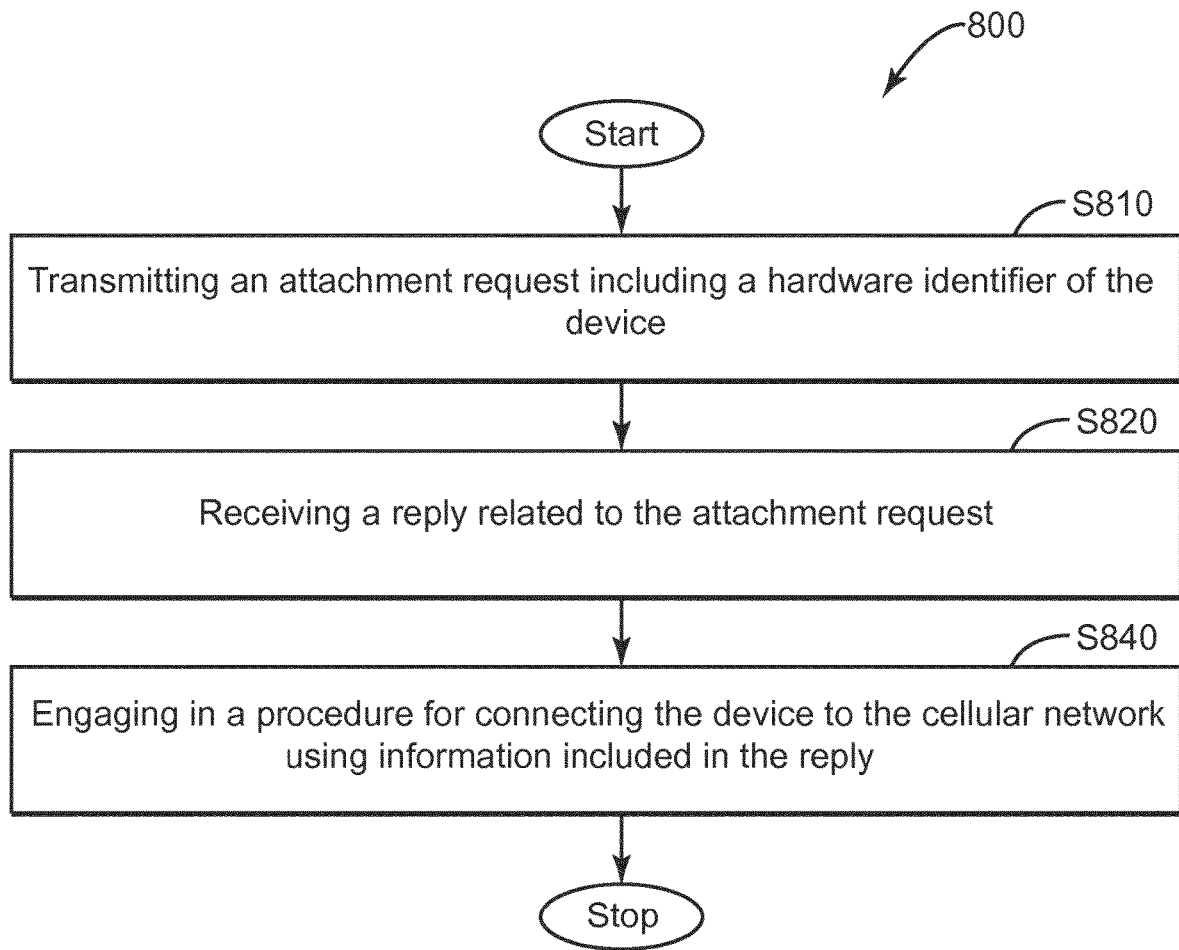 800
Start
S810
Transmitting an attachment request including a hardware identifier of the
device
S820
Receiving a reply related to the attachment request
S840
Engaging in a procedure for connecting the device to the cellular network
using information included in the reply
Stop